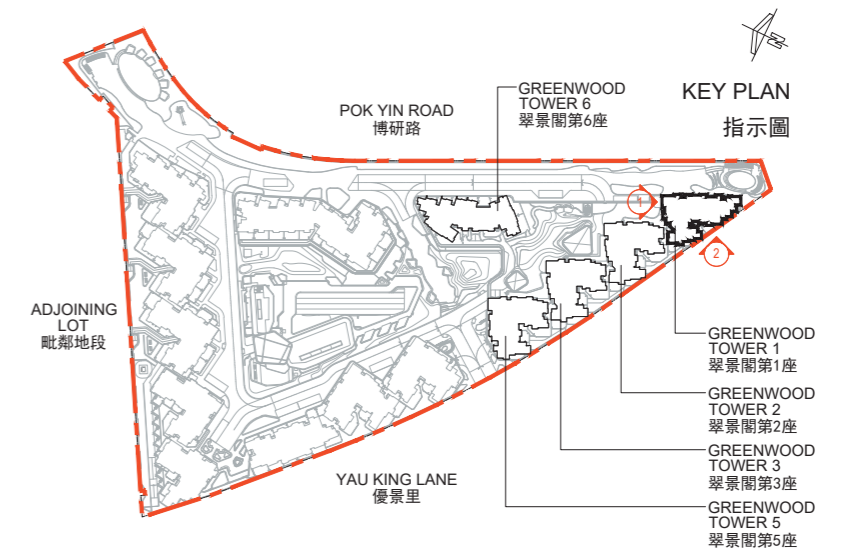 N
KEY PLAN
指示圖
POK YIN ROAD
博研路
GREENWOOD
TOWER 6
翠景閣第6座
1
2
ADJOINING
LOT
毗鄰地段
GREENWOOD
TOWER 1
翠景閣第1座
GREENWOOD
TOWER 2
翠景閣第2座
GREENWOOD
TOWER 3
翠景閣第3座
GREENWOOD
TOWER 5
翠景閣第5座
YAU KING LANE
優景里